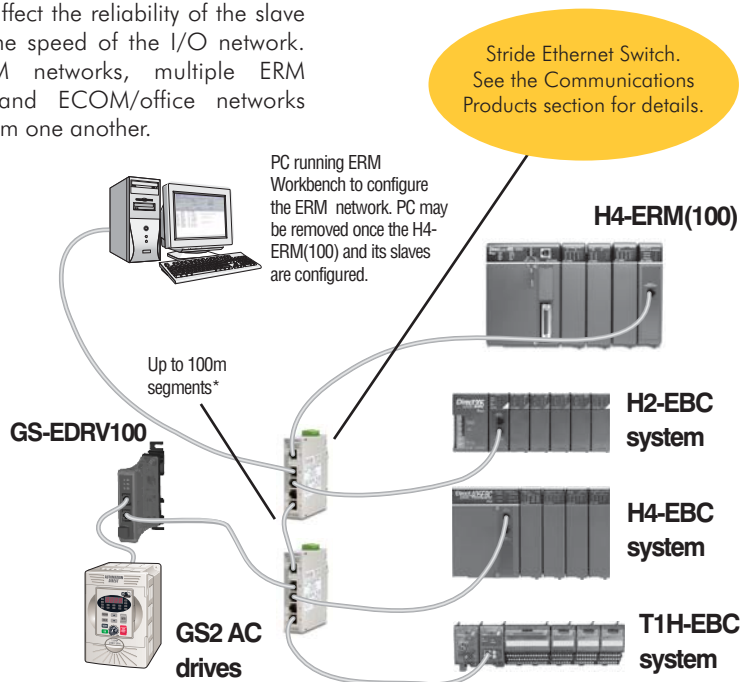 ffect the reliability of the slave
he speed of the I/O network.
M networks, multiple ERM
and ECOM/office networks
m one another.
Stride Ethernet Switch.
See the Communications
Products section for details.
PC running ERM
Workbench to configure
the ERM network. PC may
be removed once the H4-
ERM(100) and its slaves
are configured.
H4-ERM(100)
Up to 100m
segments*
GS-EDRV100
H2-EBC
system
H4-EBC
system
GS2 AC
drives
T1H-EBC
system